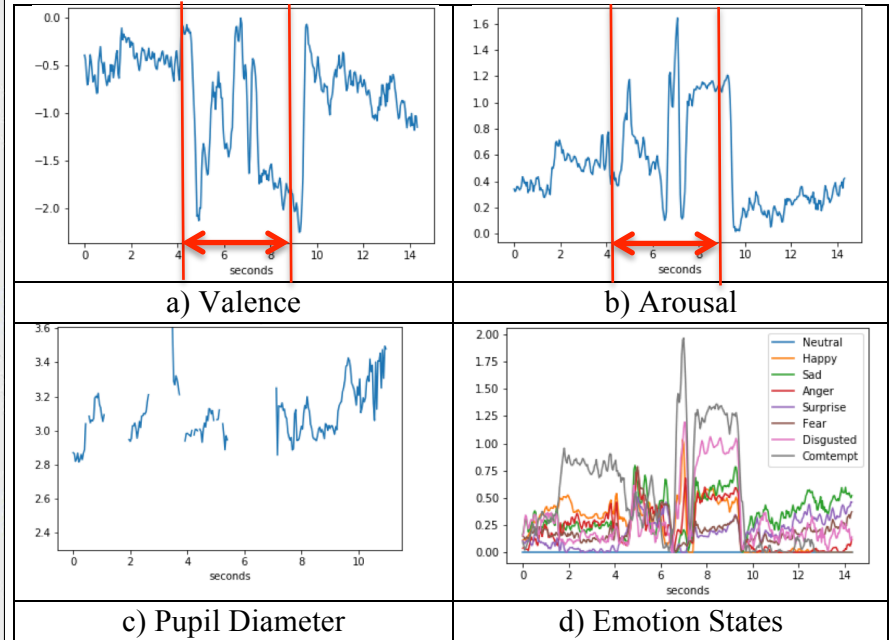 0.0
−0.5
−1.0
−1.5
−2.0
0 2 4 6 8 10 12 14
seconds
a) Valence
1.6
1.4
1.2
1.0
0.8
0.6
0.4
0.2
0.0
0 2 4 6 8 10 12 14
seconds
b) Arousal
3.6
3.4
3.2
3.0
2.8
2.6
2.4
0 2 4 6 8 10
seconds
c) Pupil Diameter
2.00
1.75
1.50
1.25
1.00
0.75
0.50
0.25
0.00
0 2 4 6 8 10 12 14
seconds
Neutral
Happy
Sad
Anger
Surprise
Fear
Disgusted
Comtempt
d) Emotion States